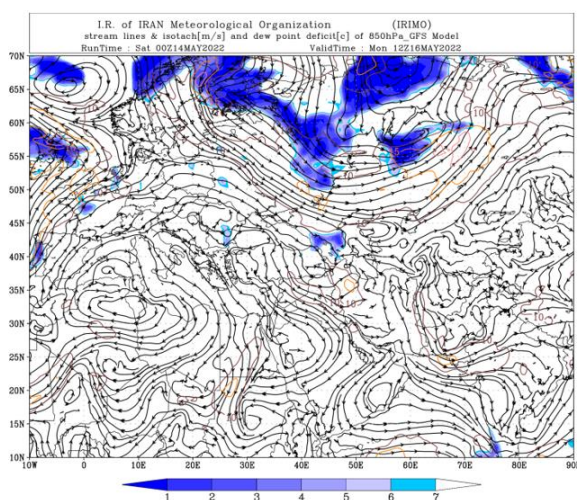 I.R. of IRAN Meteorological Organization (IRIMO)
stream lines & isotach[m/s] and dew point deficit[c] of 850hPa_GFS Model
RunTime : Sat 00Z14MAY2022 ValidTime : Mon 12Z16MAY2022
70N
65N
60N
55N
50N
45N
40N
35N
30N
25N
20N
15N
10N
10W 0 10E 20E 30E 40E 50E 60E 70E 80E 90E
1 2 3 4 5 6 7